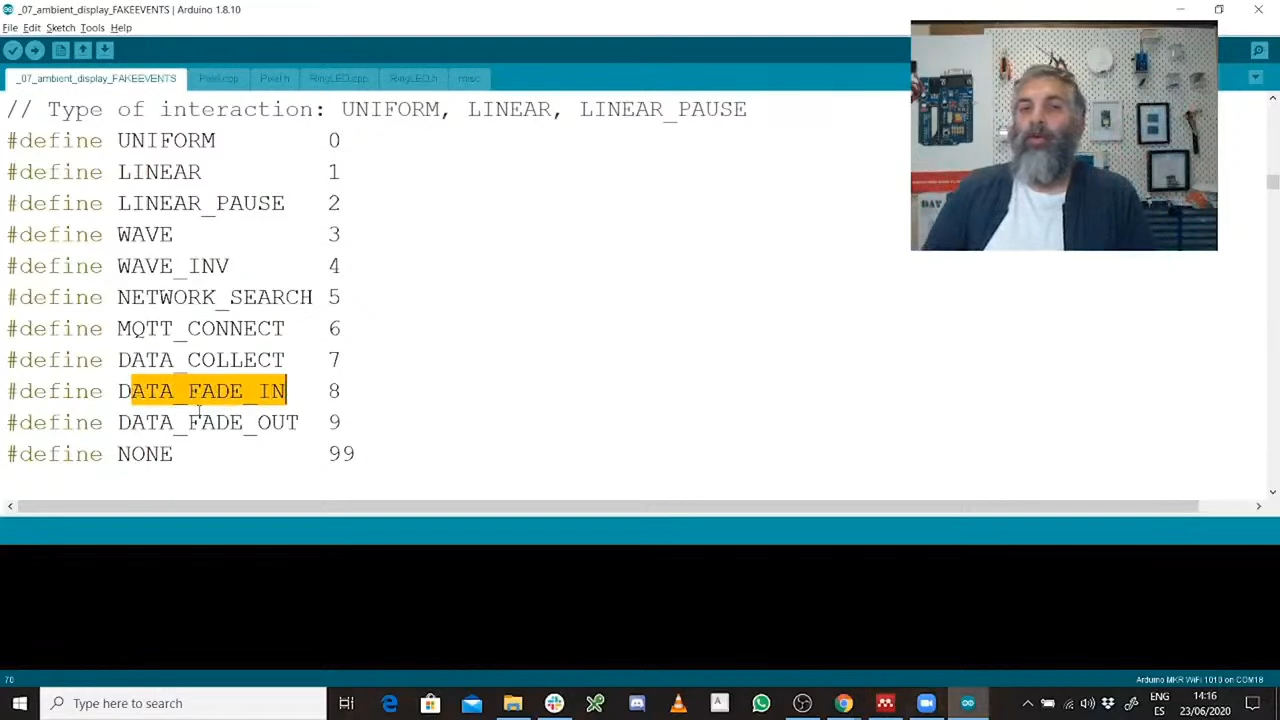 _07_ambient_display_FAKEEVENTS | Arduino 1.8.10
File Edit Sketch Tools Help
_07_ambient_display_FAKEEVENTS Pixel.cpp Pixel.h RingLED.cpp RingLED.h misc
// Type of interaction: UNIFORM, LINEAR, LINEAR_PAUSE
#define UNIFORM 0
#define LINEAR 1
#define LINEAR_PAUSE 2
#define WAVE 3
#define WAVE_INV 4
#define NETWORK_SEARCH 5
#define MQTT_CONNECT 6
#define DATA_COLLECT 7
#define DATA_FADE_IN 8
#define DATA_FADE_OUT 9
#define NONE 99
70
Arduino MKR WiFi 1010 on COM18
Type here to search
ENG
ES
14:16
23/06/2020